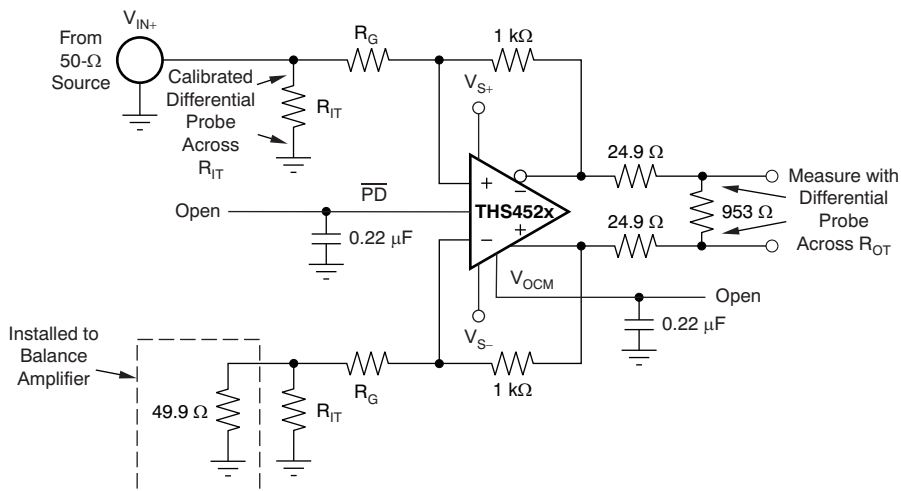 V_IN+
From
50-Ω
Source
Calibrated
Differential
Probe
Across
R_IT
R_IT
R_G
1 kΩ
V_S+
24.9 Ω
Measure with
Differential
Probe
Across R_OT
953 Ω
+
−
THS452x
−
+
24.9 Ω
Open
PD
0.22 μF
V_OCM
Open
0.22 μF
V_S−
Installed to
Balance
Amplifier
49.9 Ω
R_IT
R_G
1 kΩ